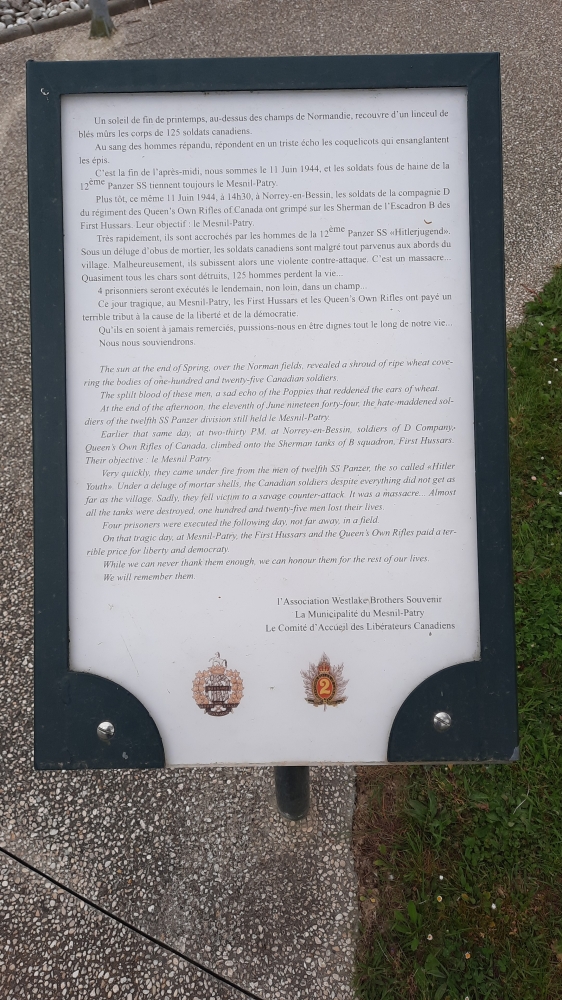 Un soleil de fin de printemps, au-dessus des champs de Normandie, recouvre d'un linceul de
blés mûrs les corps de 125 soldats canadiens.
Au sang des hommes répandu, répondent en un triste écho les coquelicots qui ensanglantent
les épis.
C'est la fin de l'après-midi, nous sommes le 11 Juin 1944, et les soldats fous de haine de la
12ème Panzer SS tiennent toujours le Mesnil-Patry.
Plus tôt, ce même 11 Juin 1944, à 14h30, à Norrey-en-Bessin, les soldats de la compagnie D
du régiment des Queen's Own Rifles of Canada ont grimpé sur les Sherman de l'Escadron B des
First Hussars. Leur objectif : le Mesnil-Patry.
Très rapidement, ils sont accrochés par les hommes de la 12ème Panzer SS «Hitlerjugend».
Sous un déluge d'obus de mortier, les soldats canadiens sont malgré tout parvenus aux abords du
village. Malheureusement, ils subissent alors une violente contre-attaque. C'est un massacre...
Quasiment tous les chars sont détruits, 125 hommes perdent la vie...
4 prisonniers seront exécutés le lendemain, non loin, dans un champ...
Ce jour tragique, au Mesnil-Patry, les First Hussars et les Queen's Own Rifles ont payé un
terrible tribut à la cause de la liberté et de la démocratie.
Qu'ils en soient à jamais remerciés, puissions-nous en être dignes tout le long de notre vie...
Nous nous souviendrons.
The sun at the end of Spring, over the Norman fields, revealed a shroud of ripe wheat cove-
ring the bodies of one-hundred and twenty-five Canadian soldiers.
The spilt blood of these men, a sad echo of the Poppies that reddened the ears of wheat.
At the end of the afternoon, the eleventh of June nineteen forty-four, the hate-maddened sol-
diers of the twelfth SS Panzer division still held le Mesnil-Patry.
Earlier that same day, at two-thirty PM, at Norrey-en-Bessin, soldiers of D Company,
Queen's Own Rifles of Canada, climbed onto the Sherman tanks of B squadron, First Hussars.
Their objective : le Mesnil Patry.
Very quickly, they came under fire from the men of twelfth SS Panzer, the so called «Hitler
Youth». Under a deluge of mortar shells, the Canadian soldiers despite everything did not get as
far as the village. Sadly, they fell victim to a savage counter-attack. It was a massacre... Almost
all the tanks were destroyed, one hundred and twenty-five men lost their lives.
Four prisoners were executed the following day, not far away, in a field.
On that tragic day, at Mesnil-Patry, the First Hussars and the Queen's Own Rifles paid a ter-
rible price for liberty and democraty.
While we can never thank them enough, we can honour them for the rest of our lives.
We will remember them.
l'Association Westlake Brothers Souvenir
La Municipalité du Mesnil-Patry
Le Comité d'Accueil des Libérateurs Canadiens
2